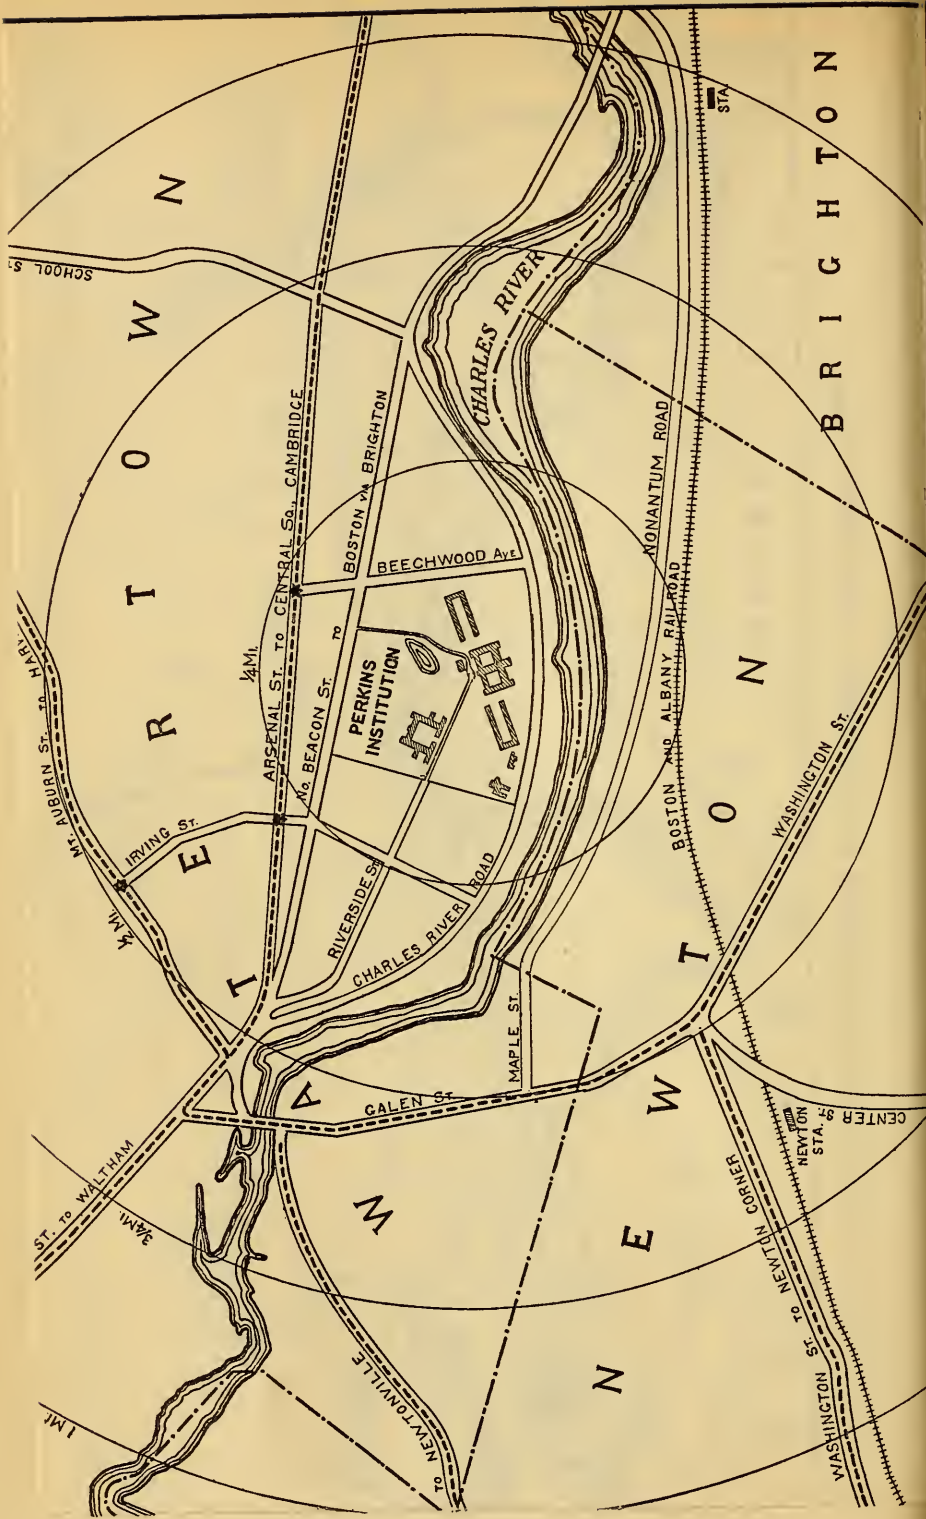 WATERTOWN
BRIGHTON
NEWTON
STA.
SCHOOL ST.
CHARLES RIVER
ARSENAL ST. TO CENTRAL SQ., CAMBRIDGE
No. BEACON ST. TO BOSTON VIA BRIGHTON
BEECHWOOD AVE
NONANTUM ROAD
BOSTON AND ALBANY RAILROAD
PERKINS
INSTITUTION
¼ MI.
MT. AUBURN ST. TO HARV
IRVING ST.
½ MI.
RIVERSIDE ST.
CHARLES RIVER ROAD
WASHINGTON ST.
MAPLE ST.
GALEN ST.
CENTER ST.
NEWTON
STA.
ST. TO WALTHAM
¾ MI.
WASHINGTON ST. TO NEWTON CORNER
TO NEWTONVILLE
1 MI.